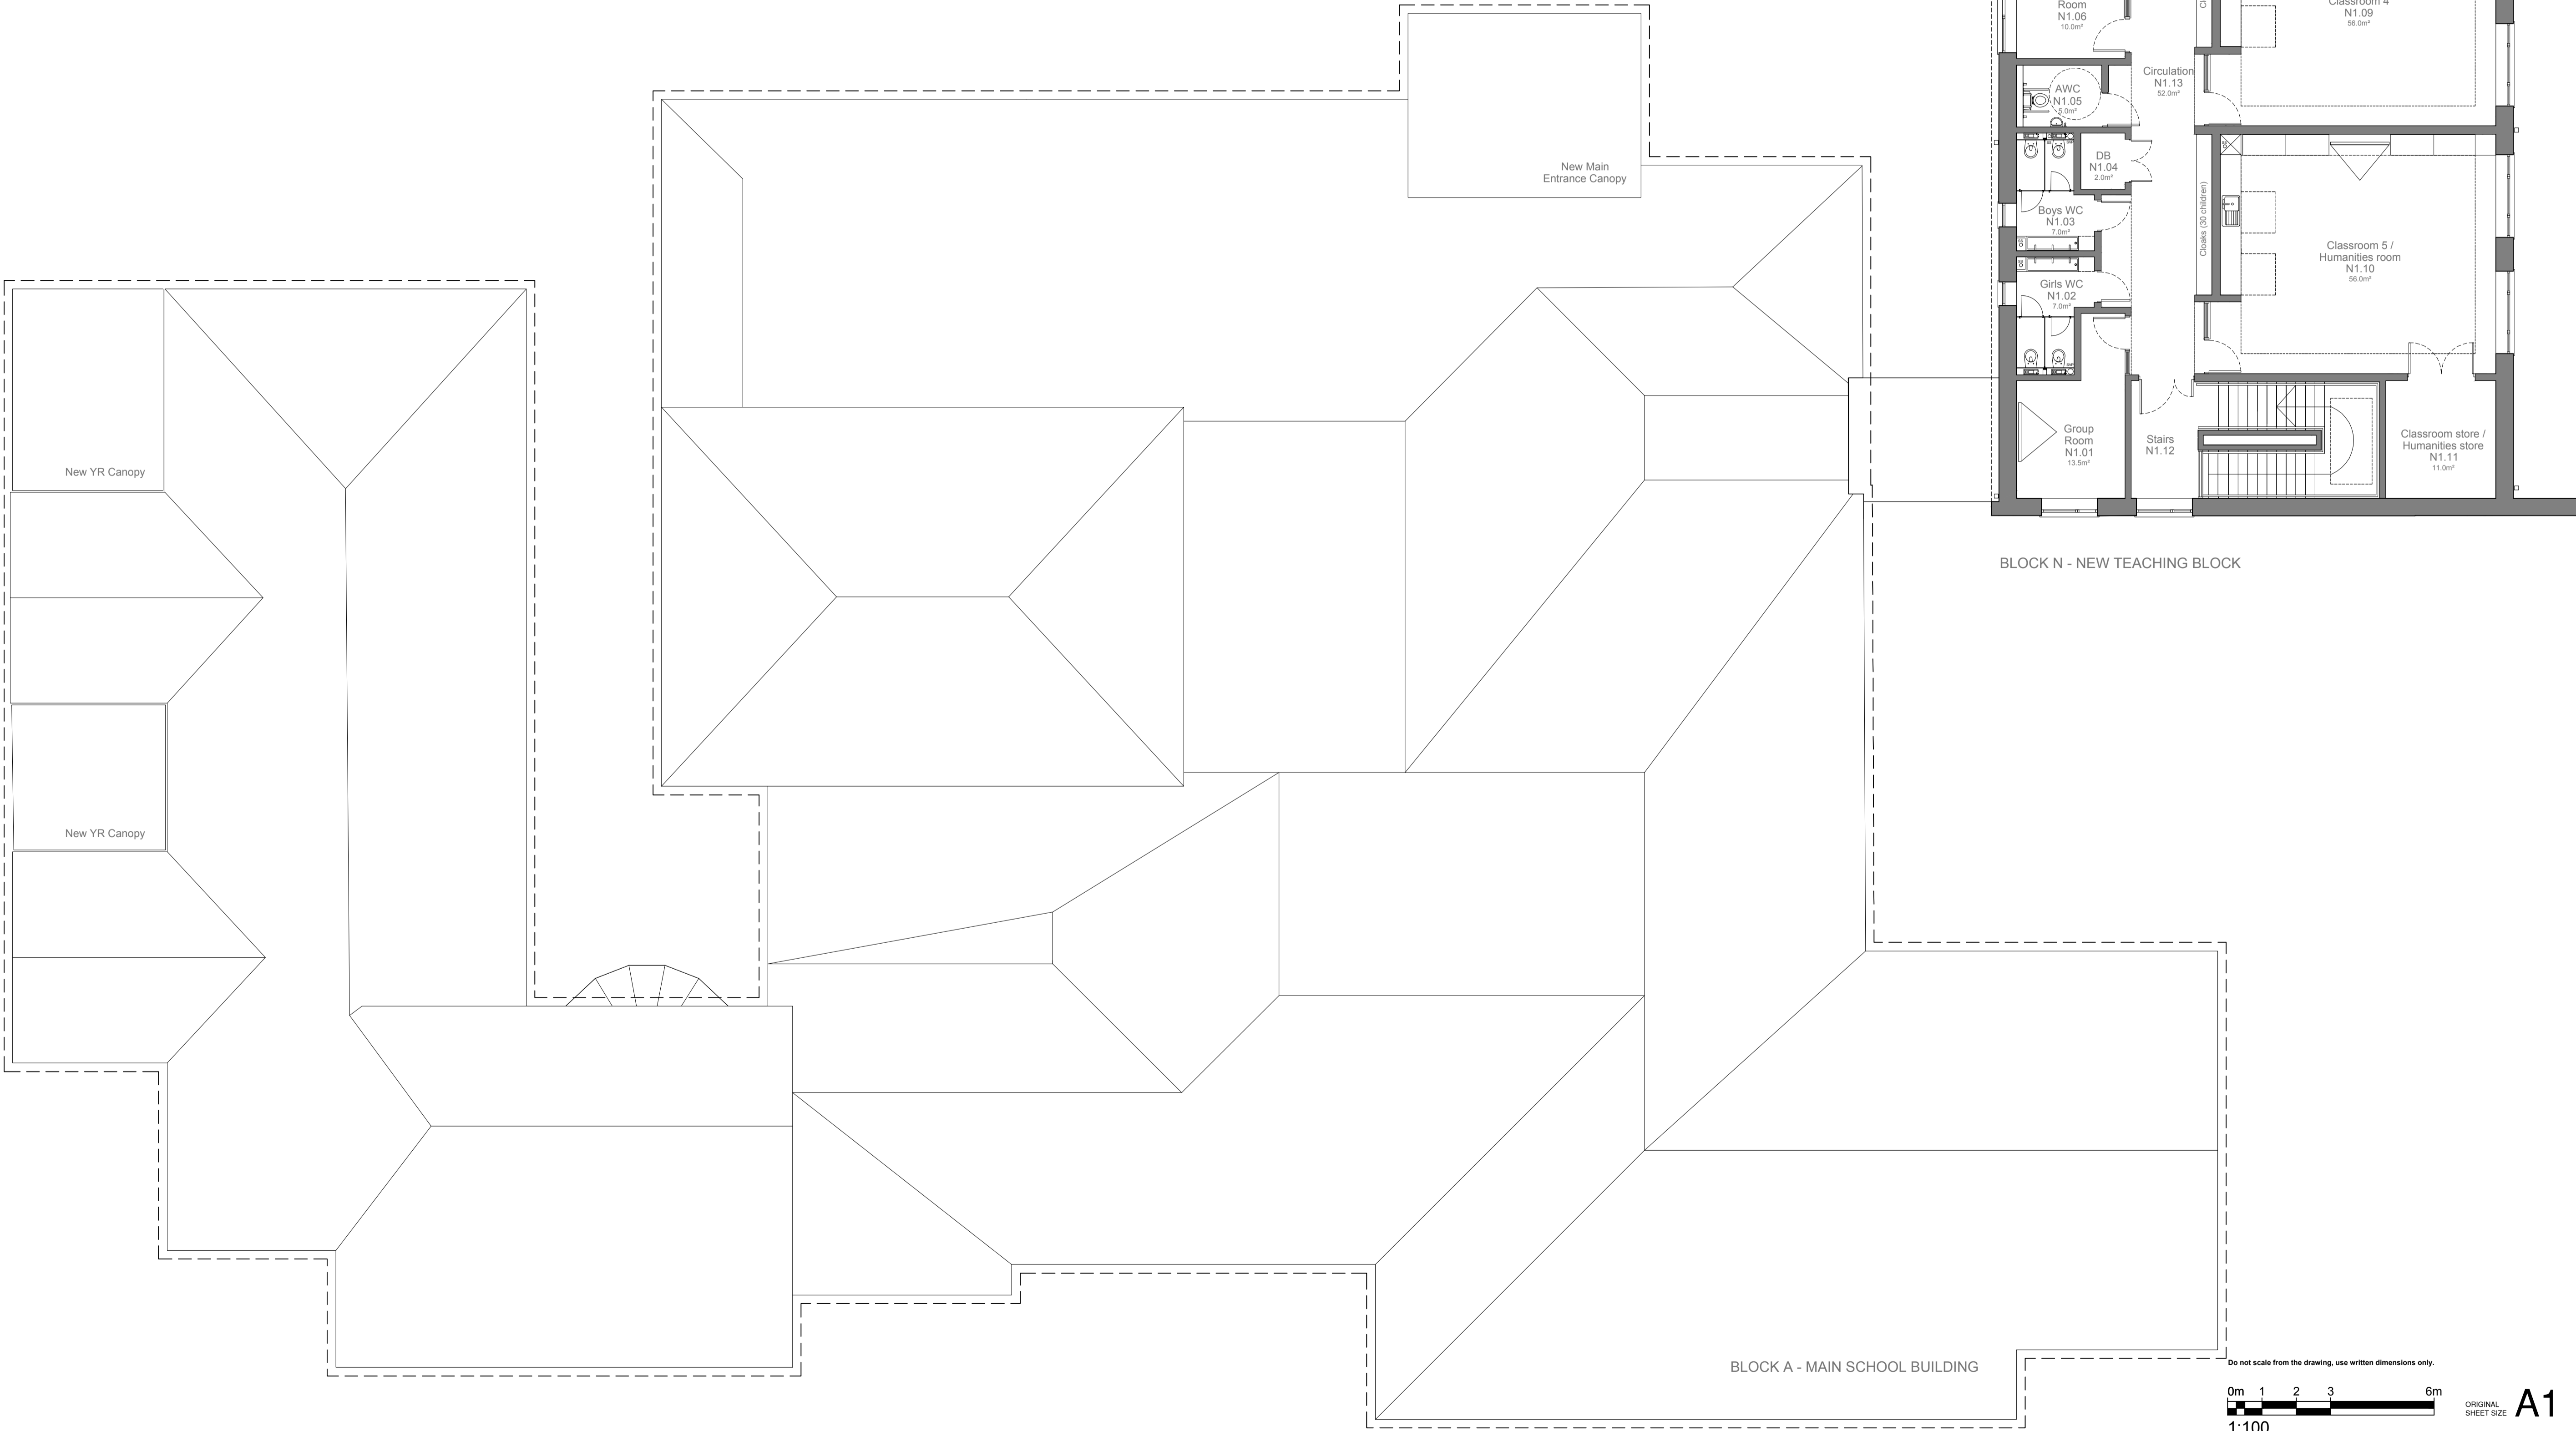 Room
N1.06
10.0m²
Classroom 4
N1.09
56.0m²
Circulation
N1.13
52.0m²
AWC
N1.05
5.0m²
New Main
Entrance Canopy
DB
N1.04
2.0m²
Cloaks (30 children)
Boys WC
N1.03
7.0m²
Classroom 5 /
Humanities room
N1.10
56.0m²
Girls WC
N1.02
7.0m²
Group
Room
N1.01
13.5m²
Stairs
N1.12
Classroom store /
Humanities store
N1.11
11.0m²
New YR Canopy
BLOCK N - NEW TEACHING BLOCK
New YR Canopy
BLOCK A - MAIN SCHOOL BUILDING
Do not scale from the drawing, use written dimensions only.
0m 1 2 3 6m
1:100
ORIGINAL
SHEET SIZE
A1